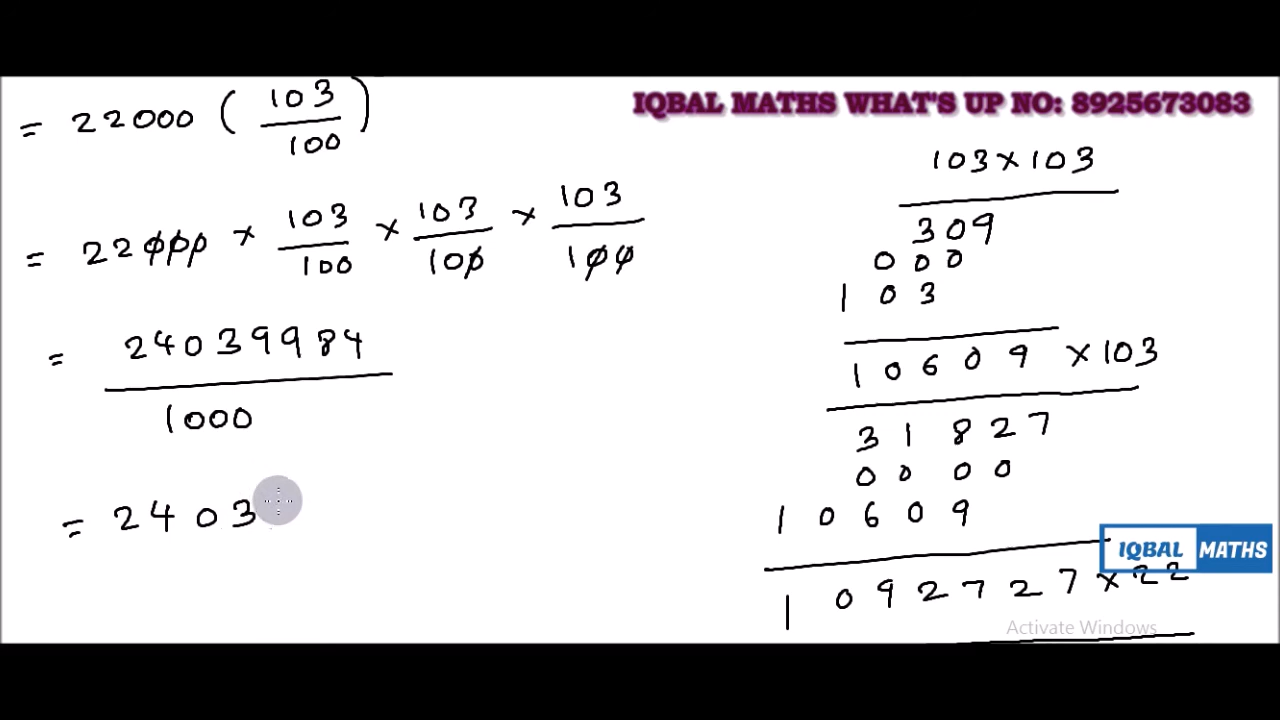 = 22000 ( 103/100 )
= 22000 × 103/100 × 103/100 × 103/100
= 24039984
1000
= 2403
IQBAL MATHS WHAT'S UP NO: 8925673083
103 × 103
309
000
103
10609 × 103
31827
0000
10609
1092727 × 22
IQBAL MATHS
Activate Windows